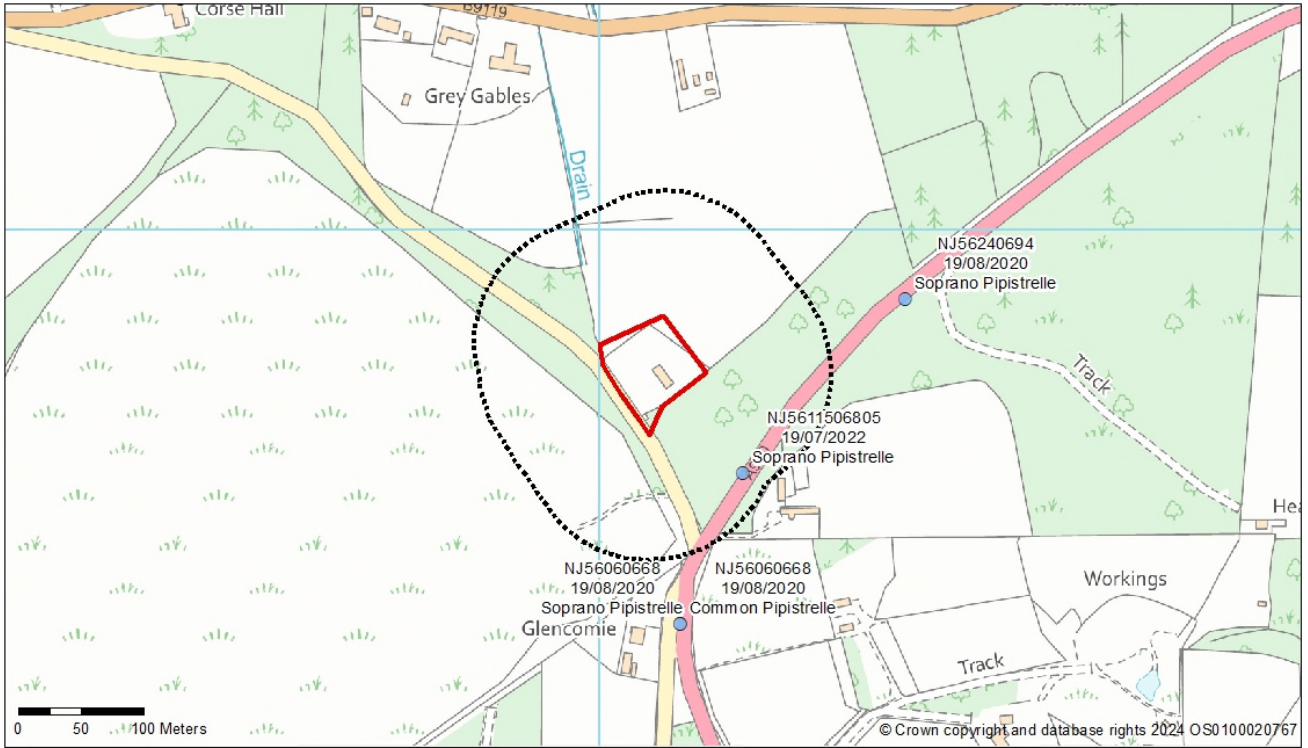 Corse Hall
B9119
Grey Gables
Drain
NJ56240694
19/08/2020
Soprano Pipistrelle
Track
NJ5611506805
19/07/2022
Soprano Pipistrelle
NJ56060668
19/08/2020
Soprano Pipistrelle
NJ56060668
19/08/2020
Common Pipistrelle
Glencomie
Workings
Track
0 50 100 Meters
© Crown copyright and database rights 2024 OS0100020767